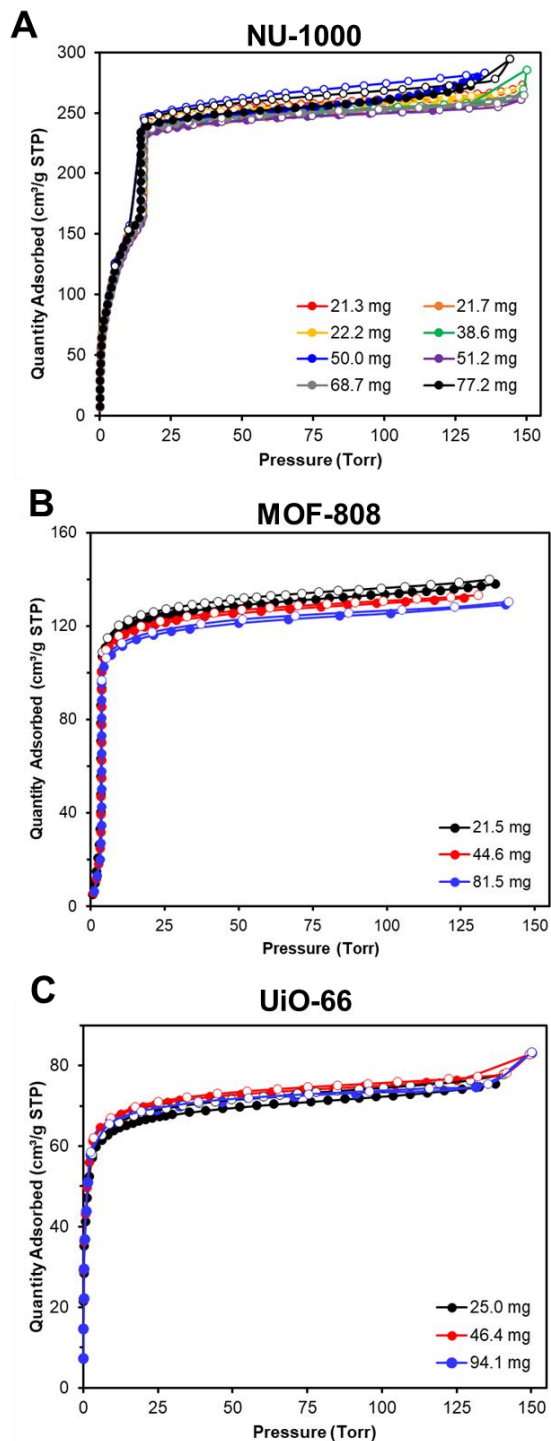 A
NU-1000
300
250
200
150
100
50
0
Quantity Adsorbed (cm³/g STP)
21.3 mg 21.7 mg
22.2 mg 38.6 mg
50.0 mg 51.2 mg
68.7 mg 77.2 mg
0 25 50 75 100 125 150
Pressure (Torr)
B
MOF-808
160
120
80
40
0
Quantity Adsorbed (cm³/g STP)
21.5 mg
44.6 mg
81.5 mg
0 25 50 75 100 125 150
Pressure (Torr)
C
UiO-66
80
60
40
20
0
Quantity Adsorbed (cm³/g STP)
25.0 mg
46.4 mg
94.1 mg
0 25 50 75 100 125 150
Pressure (Torr)